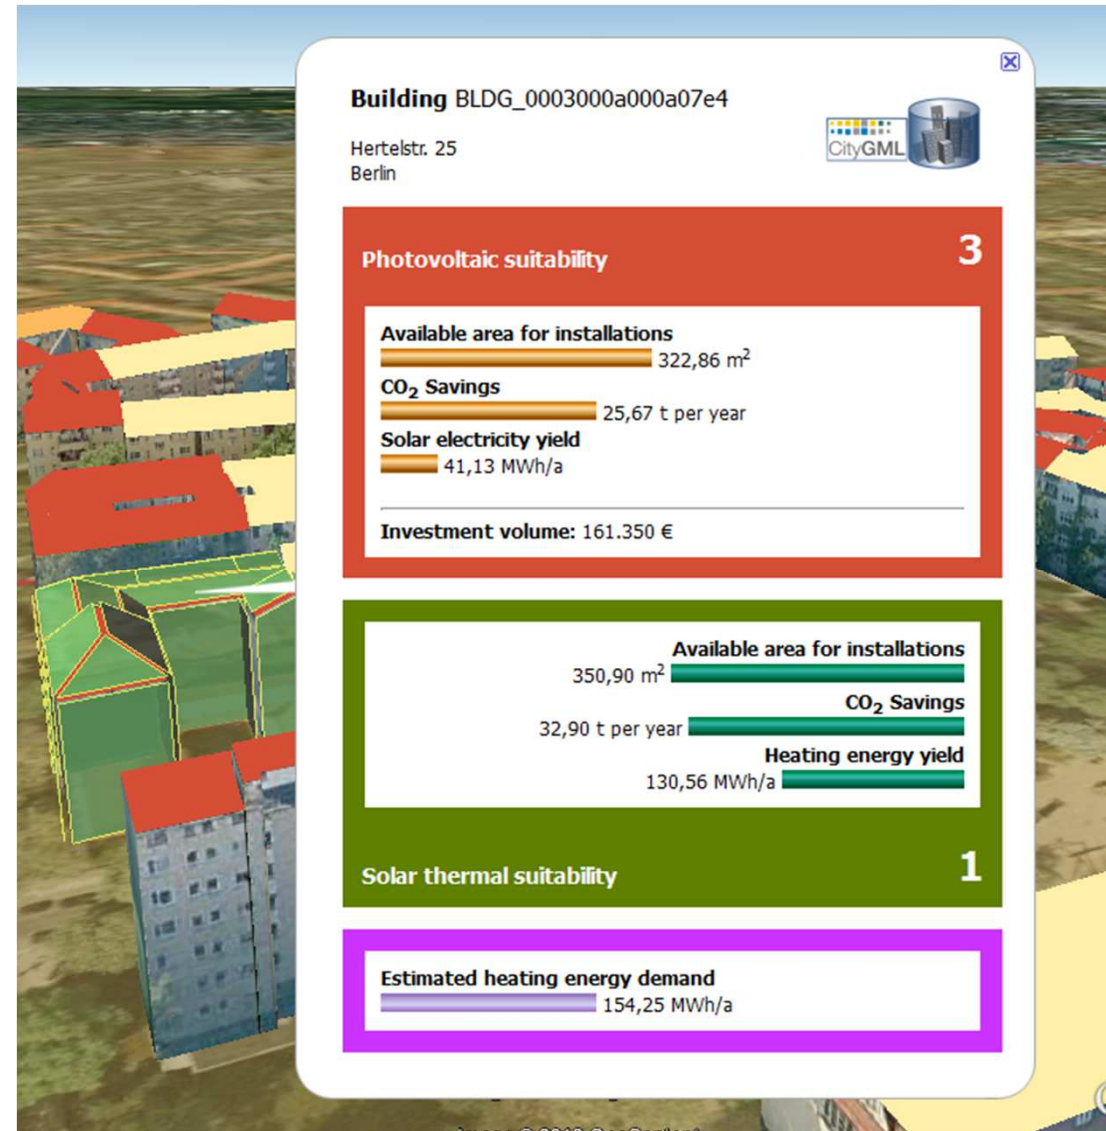 Building BLDG_0003000a000a07e4
Hertelstr. 25
Berlin
CityGML
Photovoltaic suitability 3
Available area for installations
322,86 m²
CO₂ Savings
25,67 t per year
Solar electricity yield
41,13 MWh/a
Investment volume: 161.350 €
Available area for installations
350,90 m²
CO₂ Savings
32,90 t per year
Heating energy yield
130,56 MWh/a
Solar thermal suitability 1
Estimated heating energy demand
154,25 MWh/a